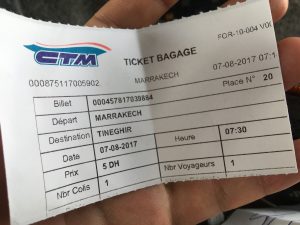 CTM TICKET BAGAGE FOR-10-004 V00
000875117005902 MARRAKECH 07-08-2017 07:1
Place N° 20
Billet 000457817039884
Départ MARRAKECH
Destination TINEGHIR Heure 07:30
Date 07-08-2017
Prix 5 DH Nbr Voyageurs 1
Nbr Colis 1